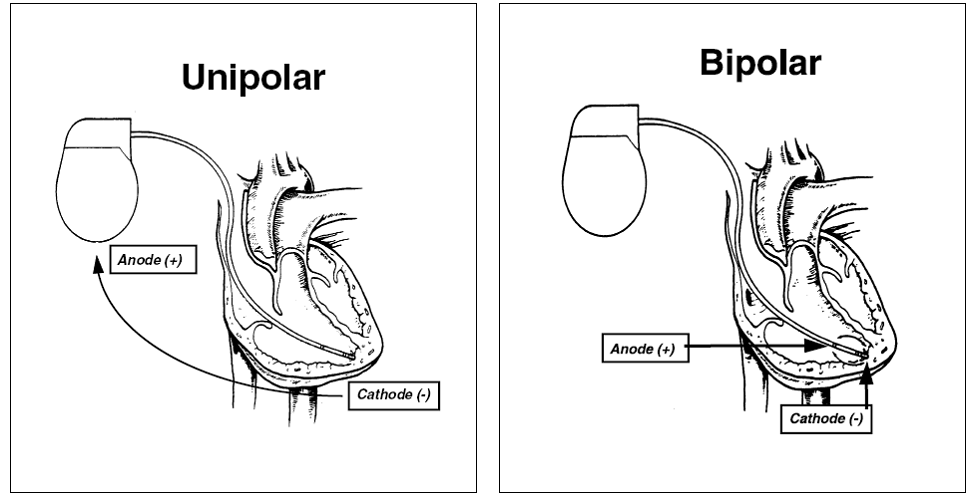 Unipolar
Anode (+)
Cathode (-)
Bipolar
Anode (+)
Cathode (-)